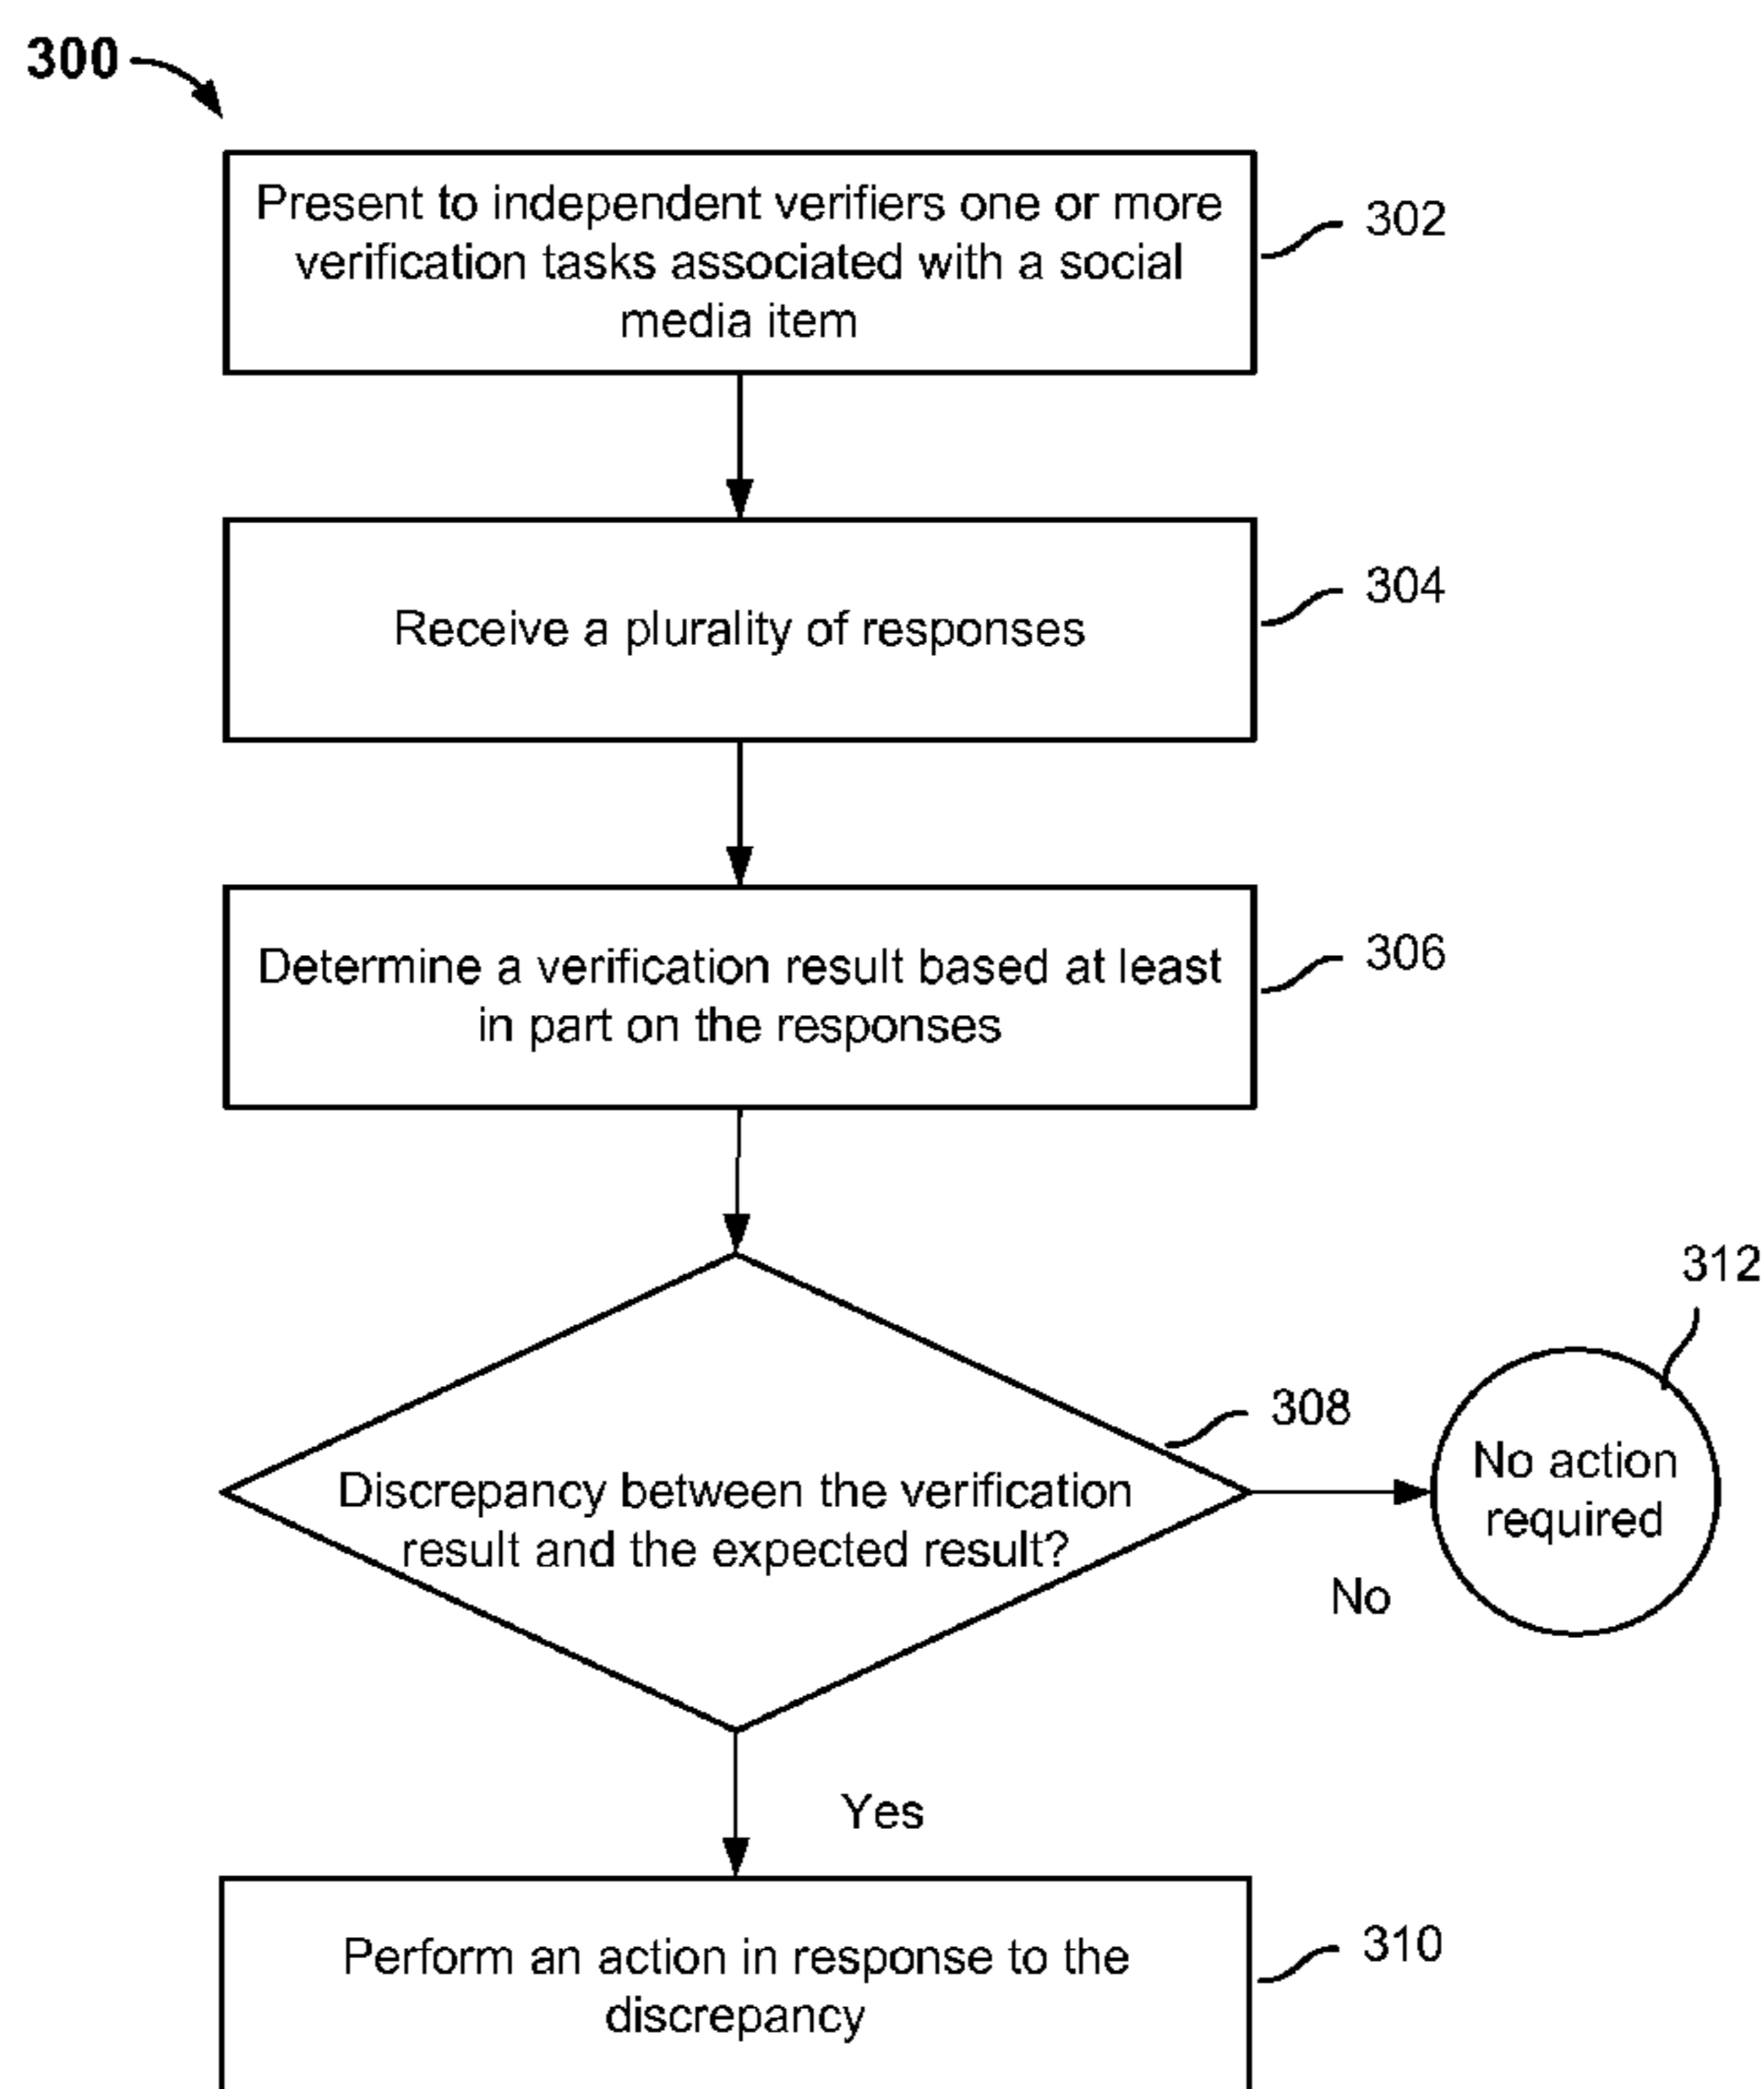 300
Present to independent verifiers one or more
verification tasks associated with a social
media item
302
Receive a plurality of responses
304
Determine a verification result based at least
in part on the responses
306
312
308
Discrepancy between the verification
result and the expected result?
No action
required
No
Yes
Perform an action in response to the
discrepancy
310